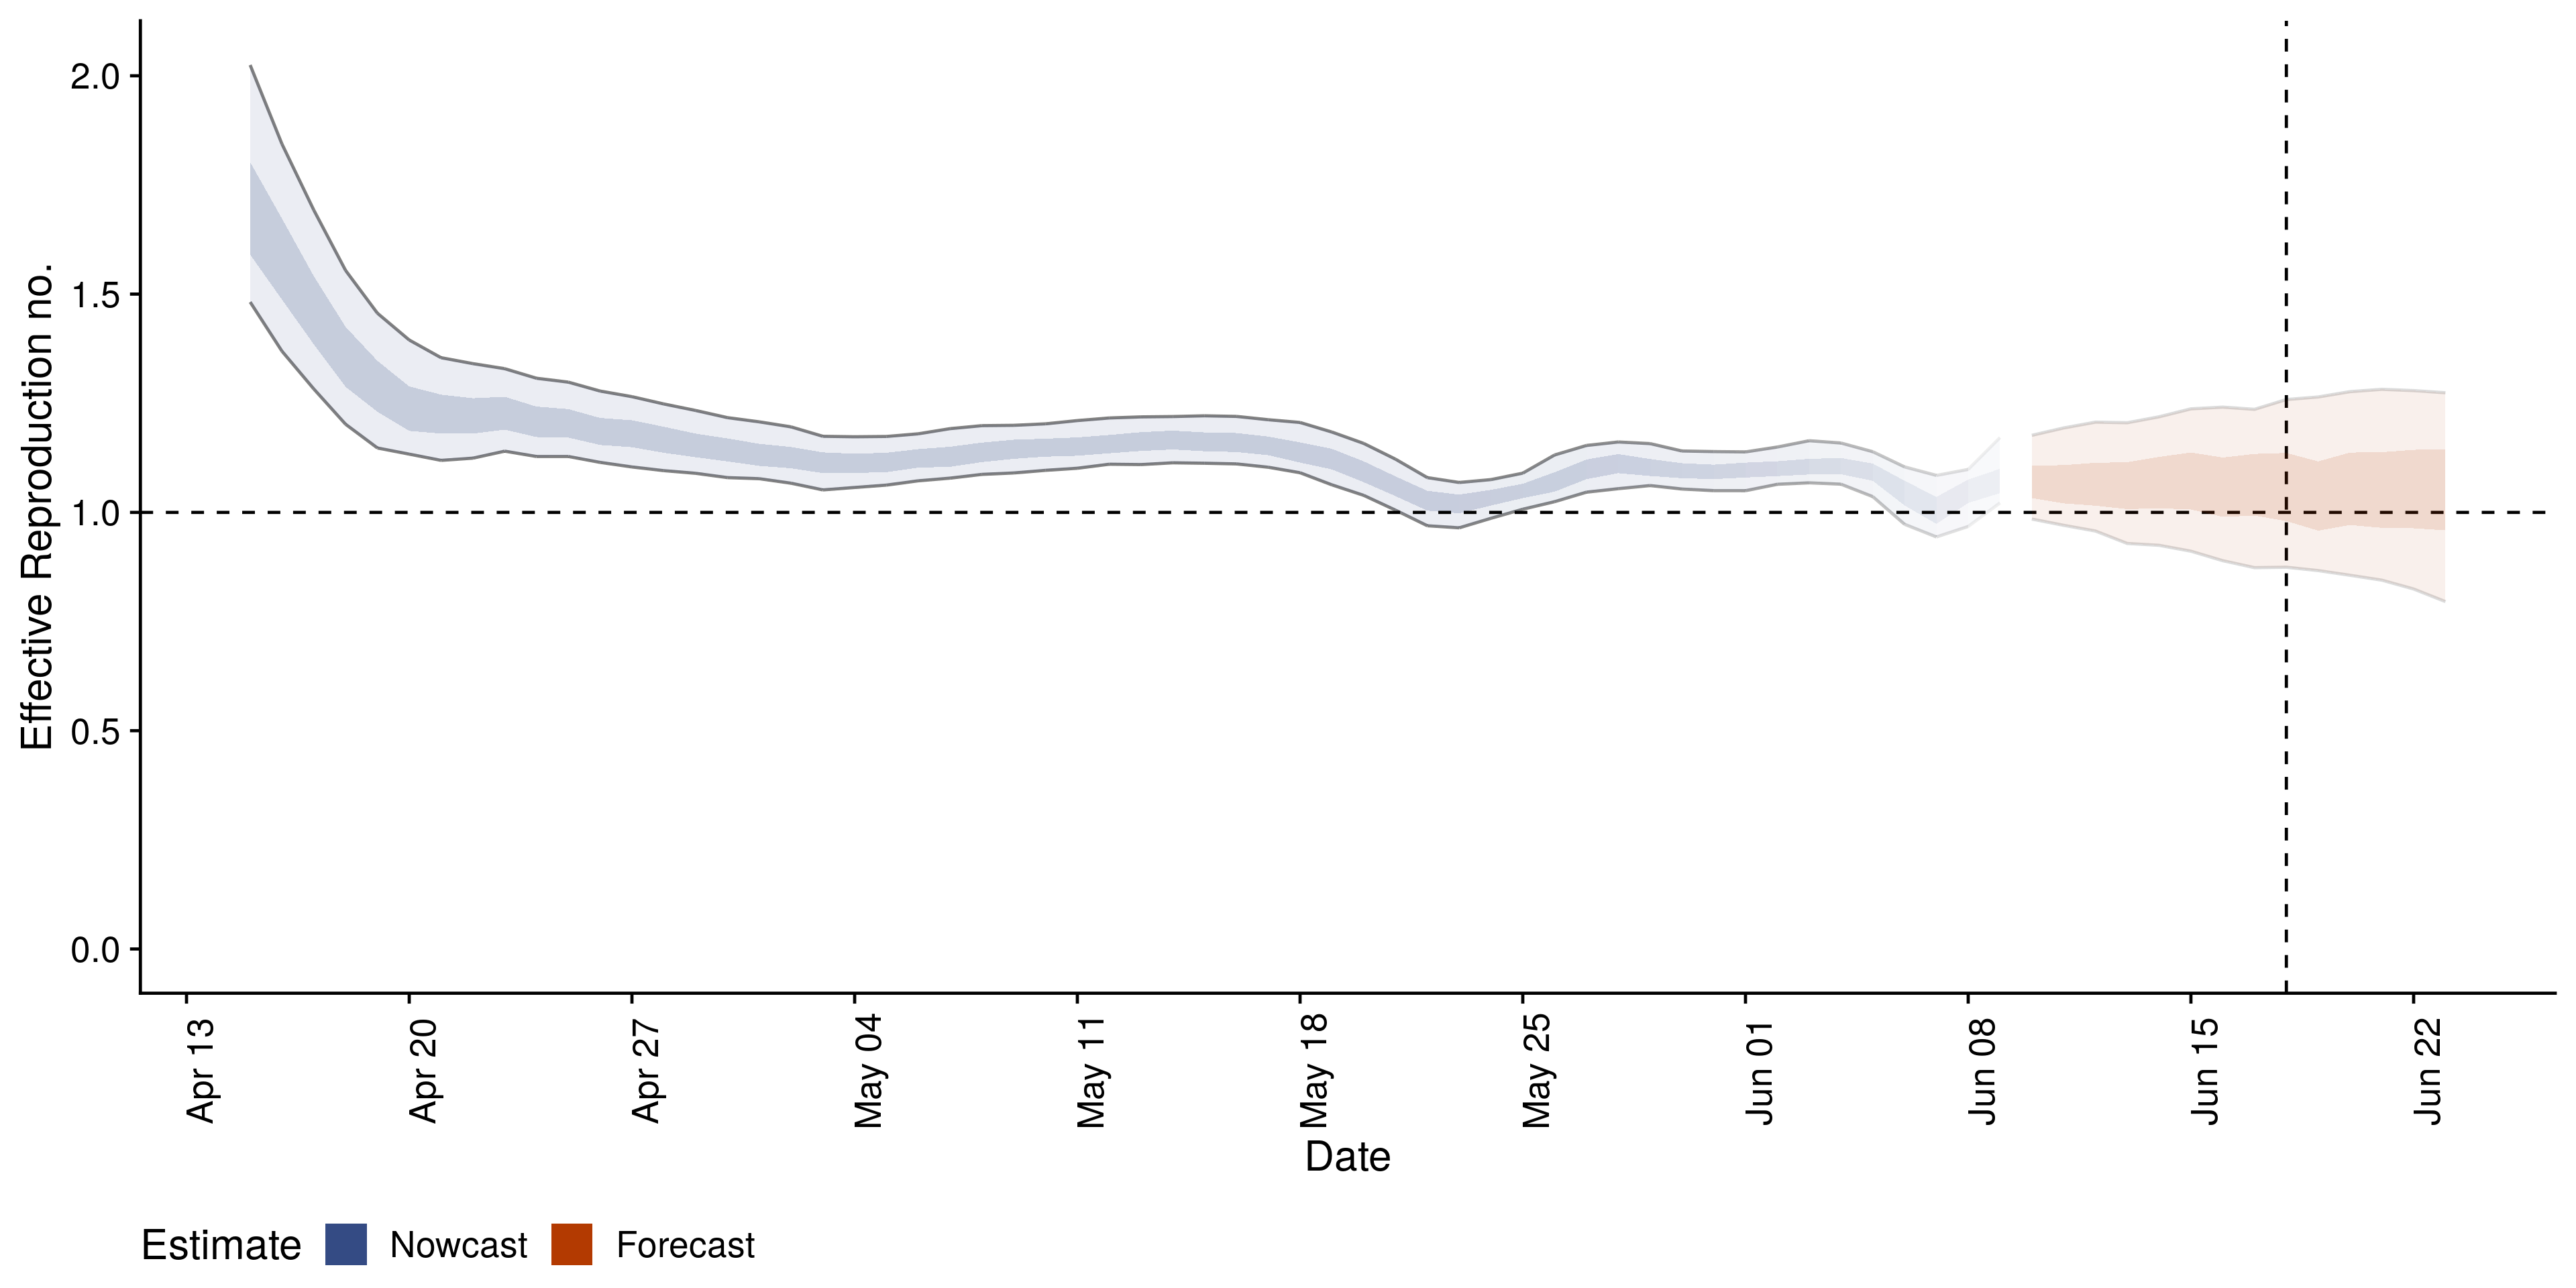 Effective Reproduction no.
2.0
1.5
1.0
0.5
0.0
Apr 13
Apr 20
Apr 27
May 04
May 11
May 18
May 25
Jun 01
Jun 08
Jun 15
Jun 22
Date
Estimate Nowcast Forecast